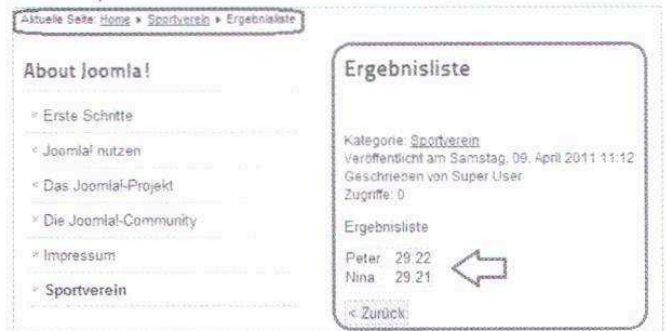 Aktuelle Seite: Home ▸ Sportverein ▸ Ergebnisliste
About Joomla!
Erste Schritte
Joomla! nutzen
Das Joomla!-Projekt
Die Joomla!-Community
Impressum
Sportverein
Ergebnisliste
Kategorie: Sportverein
Veröffentlicht am Samstag, 09. April 2011 11:12
Geschrieben von Super User
Zugriffe: 0
Ergebnisliste
Peter 29.22
Nina 29.21
< Zurück